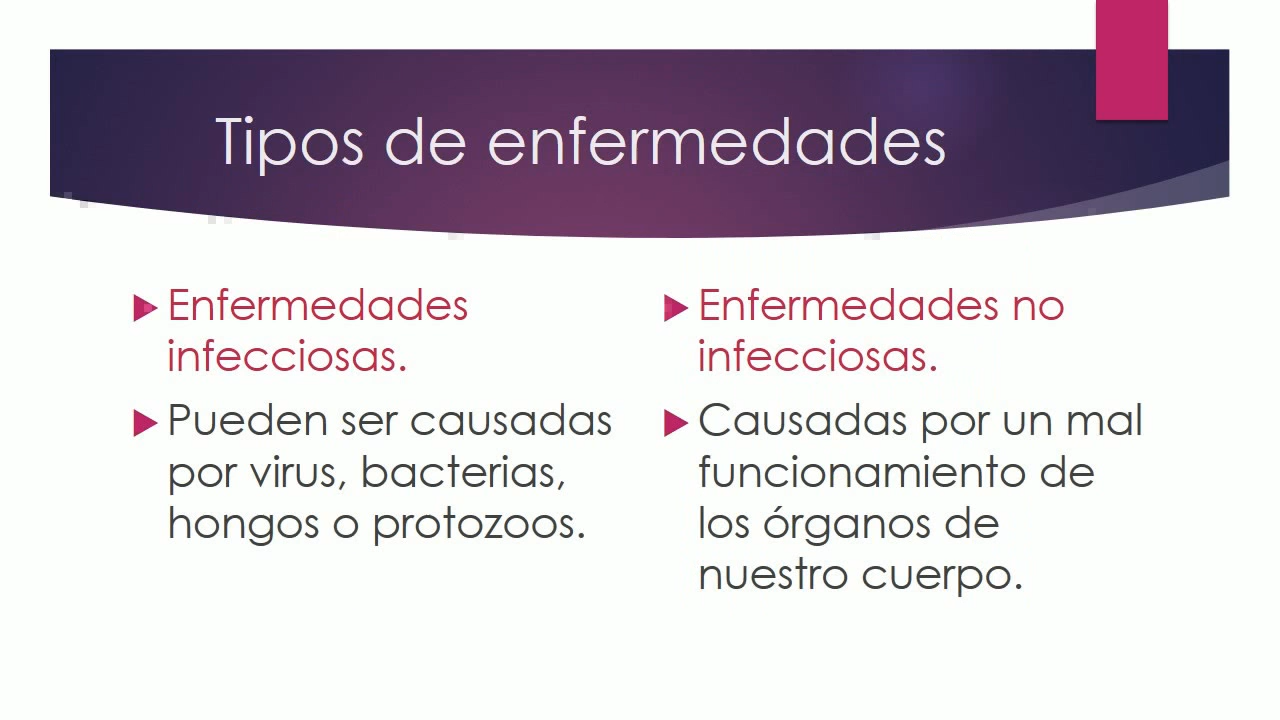 Tipos de enfermedades
Enfermedades
infecciosas.
Pueden ser causadas
por virus, bacterias,
hongos o protozoos.
Enfermedades no
infecciosas.
Causadas por un mal
funcionamiento de
los órganos de
nuestro cuerpo.